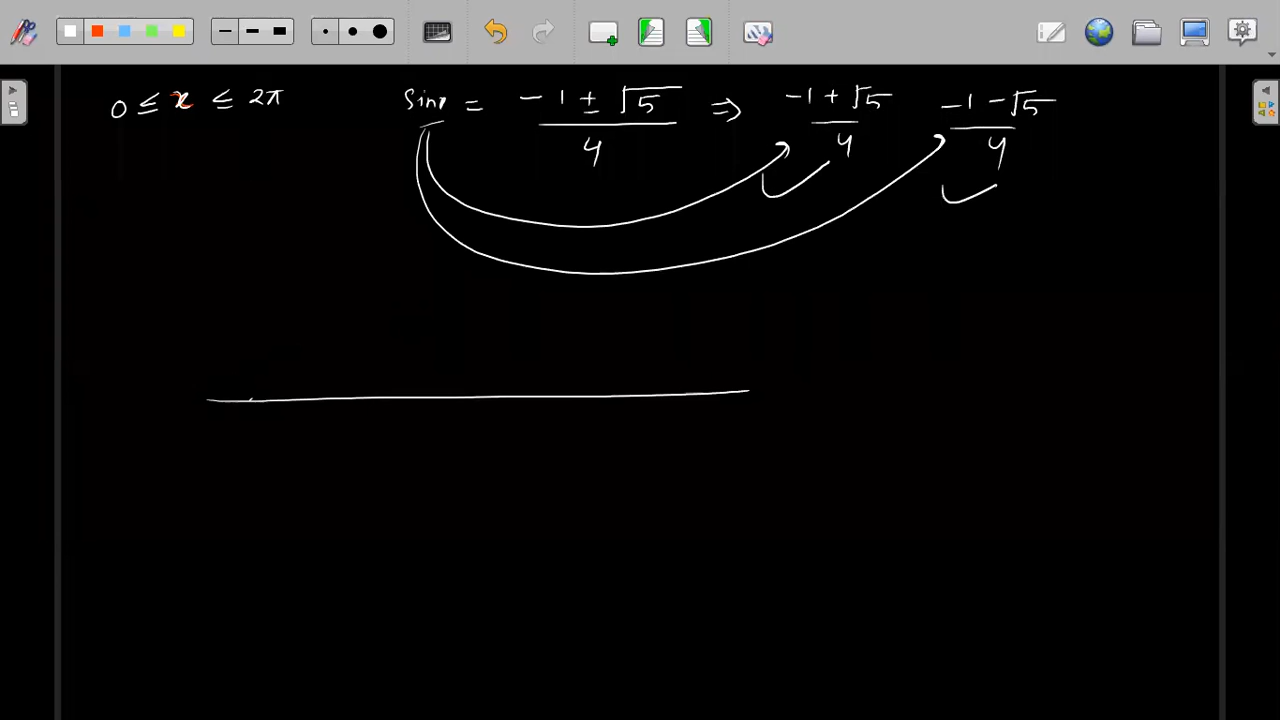 0 ≤ x ≤ 2π sinx = (-1 ± √5)/4 ⇒ (-1 + √5)/4 (-1 - √5)/4